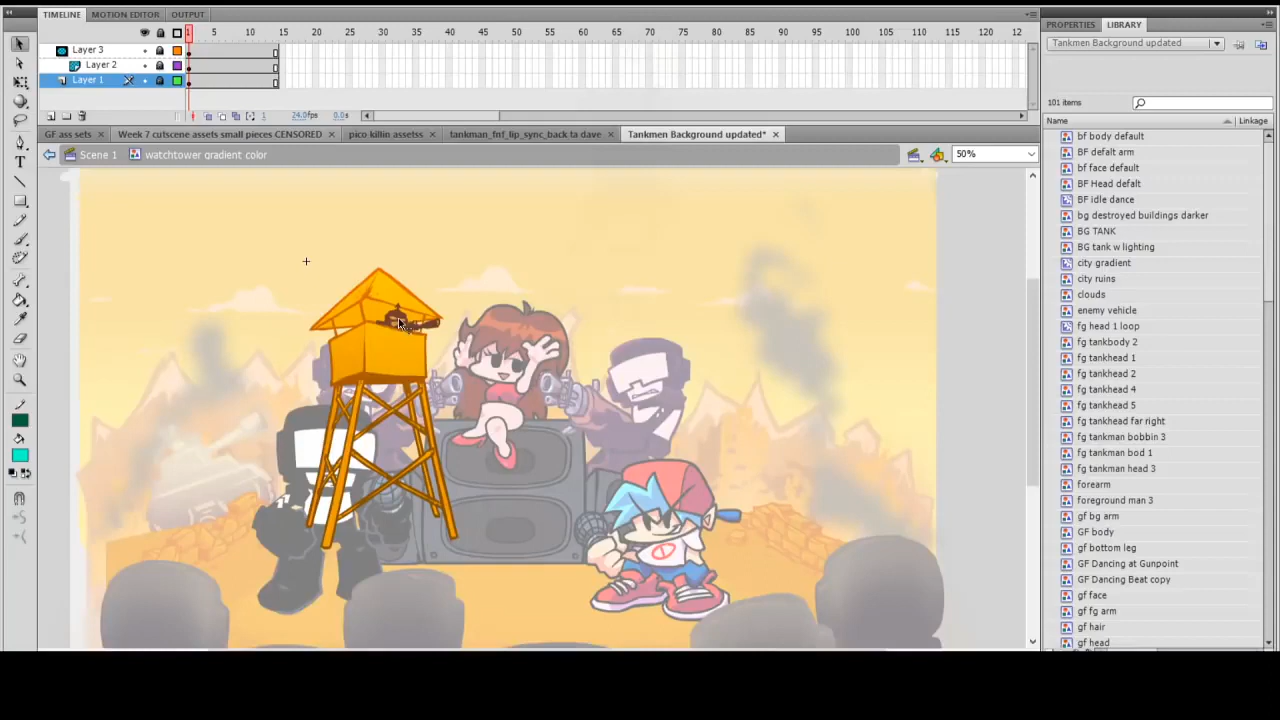 TIMELINE MOTION EDITOR OUTPUT
1 5 10 15 20 25 30 35 40 45 50 55 60 65 70 75 80 85 90 95 100 105 110 115 120 12
Layer 3
Layer 2
Layer 1
1 24.0fps 0.0s
GF ass sets Week 7 cutscene assets small pieces CENSORED pico killin assetss tankman_fnf_lip_sync_back ta dave Tankmen Background updated*
Scene 1 watchtower gradient color 50%
PROPERTIES LIBRARY
Tankmen Background updated
101 items
Name Linkage
bf body default
BF defalt arm
bf face default
BF Head defalt
BF idle dance
bg destroyed buildings darker
BG TANK
BG tank w lighting
city gradient
city ruins
clouds
enemy vehicle
fg head 1 loop
fg tankbody 2
fg tankhead 1
fg tankhead 2
fg tankhead 4
fg tankhead 5
fg tankhead far right
fg tankman bobbin 3
fg tankman bod 1
fg tankman head 3
forearm
foreground man 3
gf bg arm
GF body
gf bottom leg
GF Dancing at Gunpoint
GF Dancing Beat copy
gf face
gf fg arm
gf hair
gf head